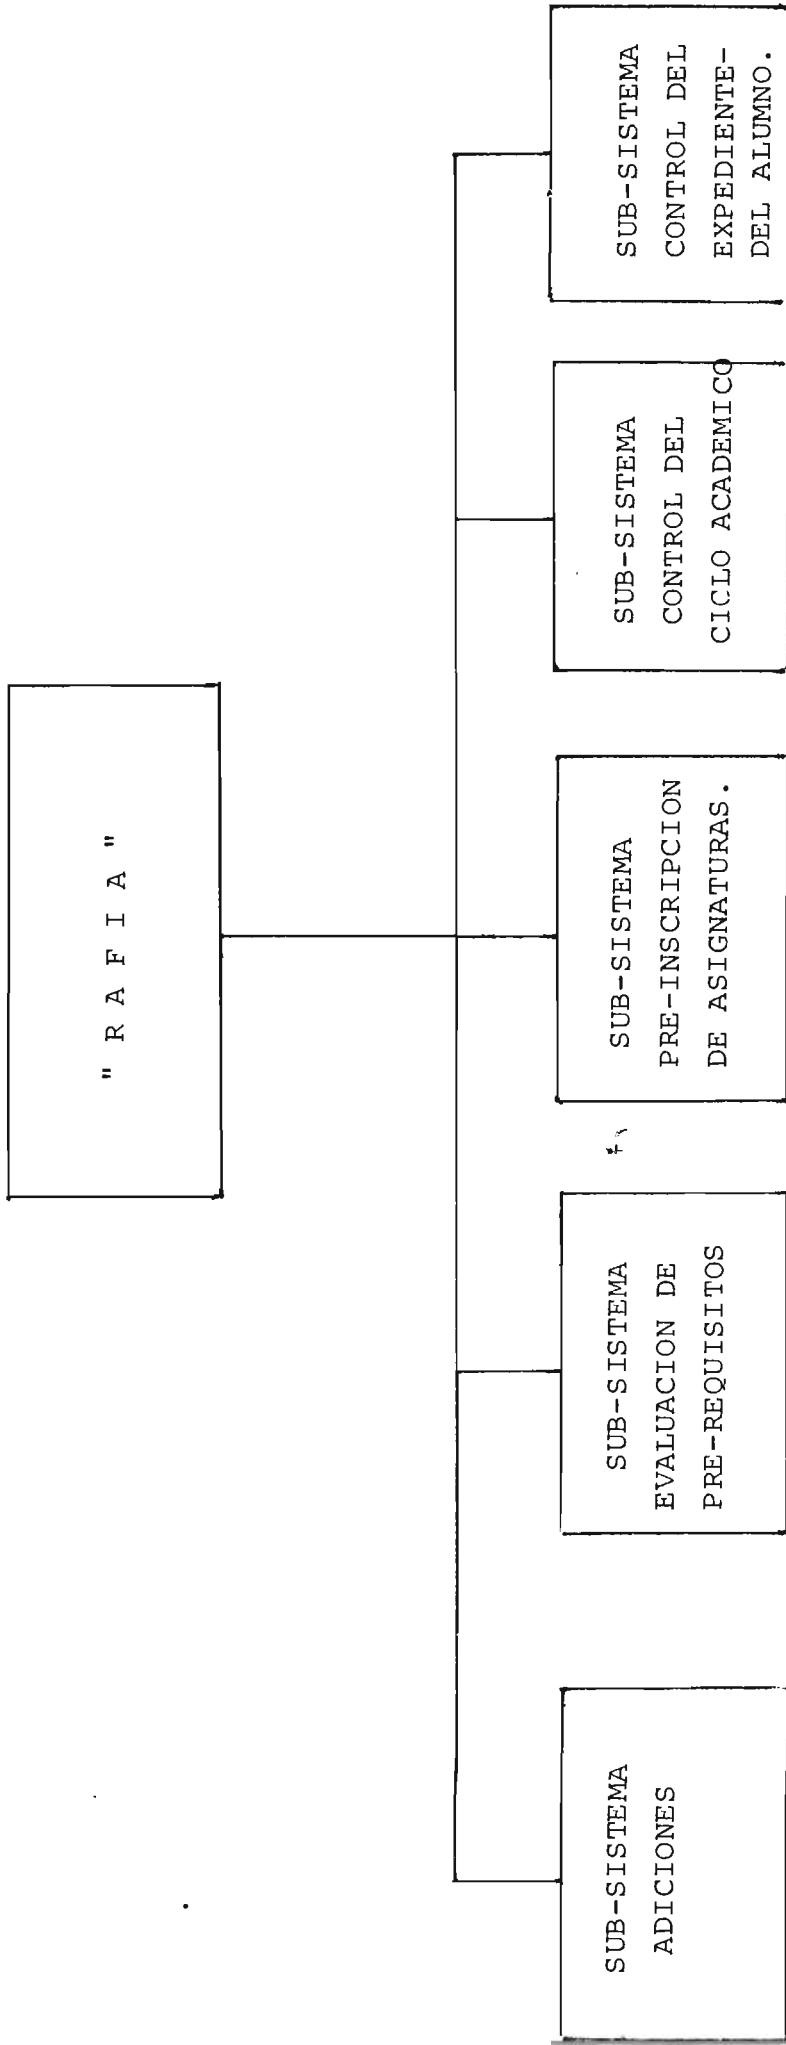 " R A F I A "
SUB-SISTEMA
ADICIONES
SUB-SISTEMA
EVALUACION DE
PRE-REQUISITOS
SUB-SISTEMA
PRE-INSCRIPCION
DE ASIGNATURAS.
SUB-SISTEMA
CONTROL DEL
CICLO ACADEMICO
SUB-SISTEMA
CONTROL DEL
EXPEDIENTE-
DEL ALUMNO.